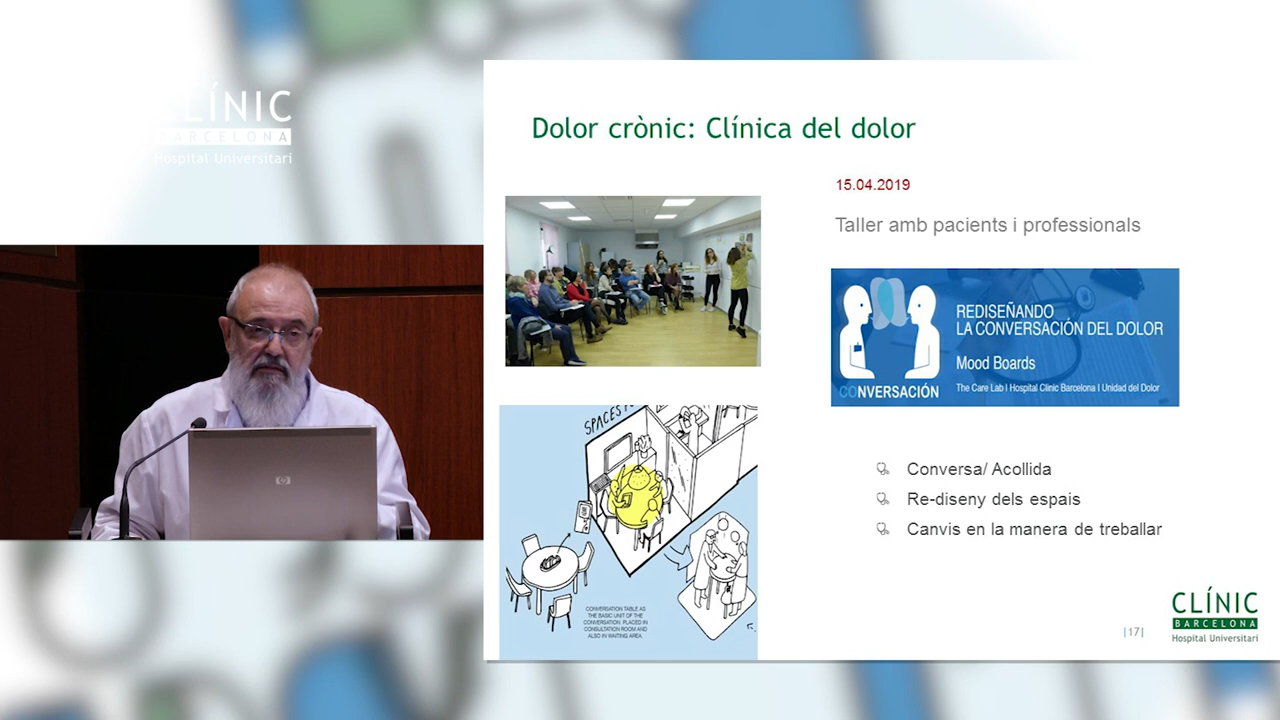 CLÍNIC
BARCELONA
Hospital Universitari
hp
Dolor crònic: Clínica del dolor
15.04.2019
Taller amb pacients i professionals
REDISEÑANDO
LA CONVERSACIÓN DEL DOLOR
Mood Boards
The Care Lab I Hospital Clínic Barcelona I Unidad del Dolor
CONVERSACIÓN
SPACES
CONVERSATION TABLE AS
THE BASIC UNIT OF THE
CONVERSATION. PLACED IN
CONSULTATION ROOM AND
ALSO IN WAITING AREA.
Conversa/ Acollida
Re-diseny dels espais
Canvis en la manera de treballar
|17|
CLÍNIC
BARCELONA
Hospital Universitari